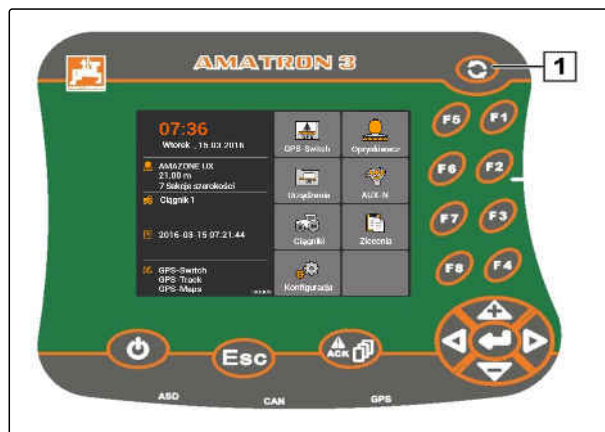 AMATRON 3
1
07:36
Wtorek , 15.03.2016
AMAZONE UX
21,00 m
7 Sekcje szerokości
Ciągnik 1
2016-03-15 07:21:44
GPS-Switch
GPS-Track
GPS-Maps
GPS-Switch
Opryskiwacz
Urządzenia
AUX-N
Ciągniki
Zlecenia
Konfiguracja
F5
F1
F6
F2
F7
F3
F8
F4
Esc
ACK
ASD
CAN
GPS